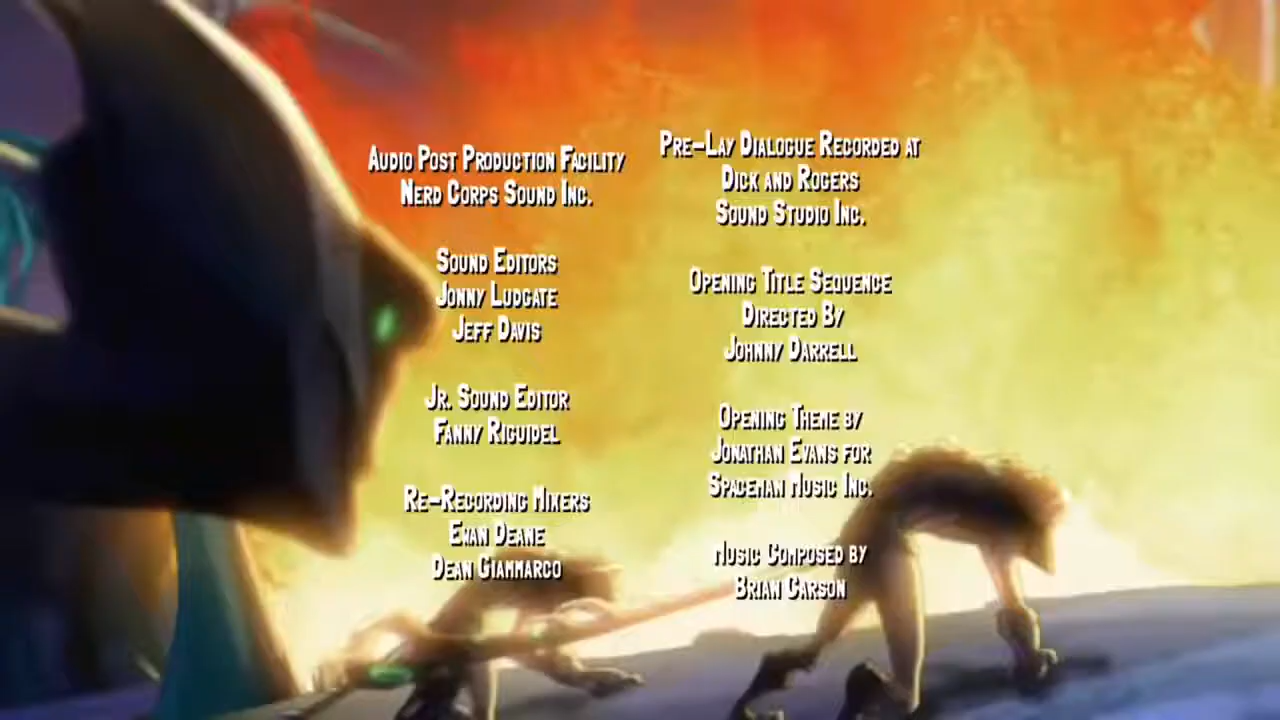 Audio Post Production Facility
Nerd Corps Sound Inc.
Sound Editors
Jonny Ludgate
Jeff Davis
Jr. Sound Editor
Fanny Riguidel
Re-Recording Mixers
Ewan Deane
Dean Giammarco
Pre-Lay Dialogue Recorded at
Dick and Rogers
Sound Studio Inc.
Opening Title Sequence
Directed By
Johnny Darrell
Opening Theme by
Jonathan Evans for
Spaceman Music Inc.
Music Composed by
Brian Carson